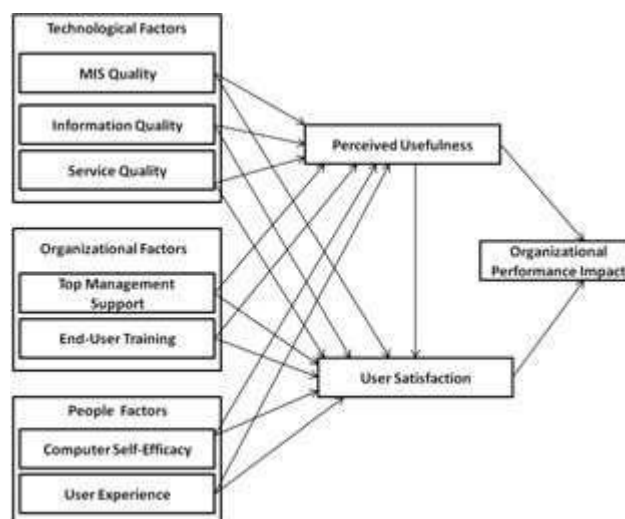 Technological Factors
MIS Quality
Information Quality
Service Quality
Perceived Usefulness
Organizational Factors
Top Management
Support
End-User Training
Organizational
Performance Impact
User Satisfaction
People Factors
Computer Self-Efficacy
User Experience